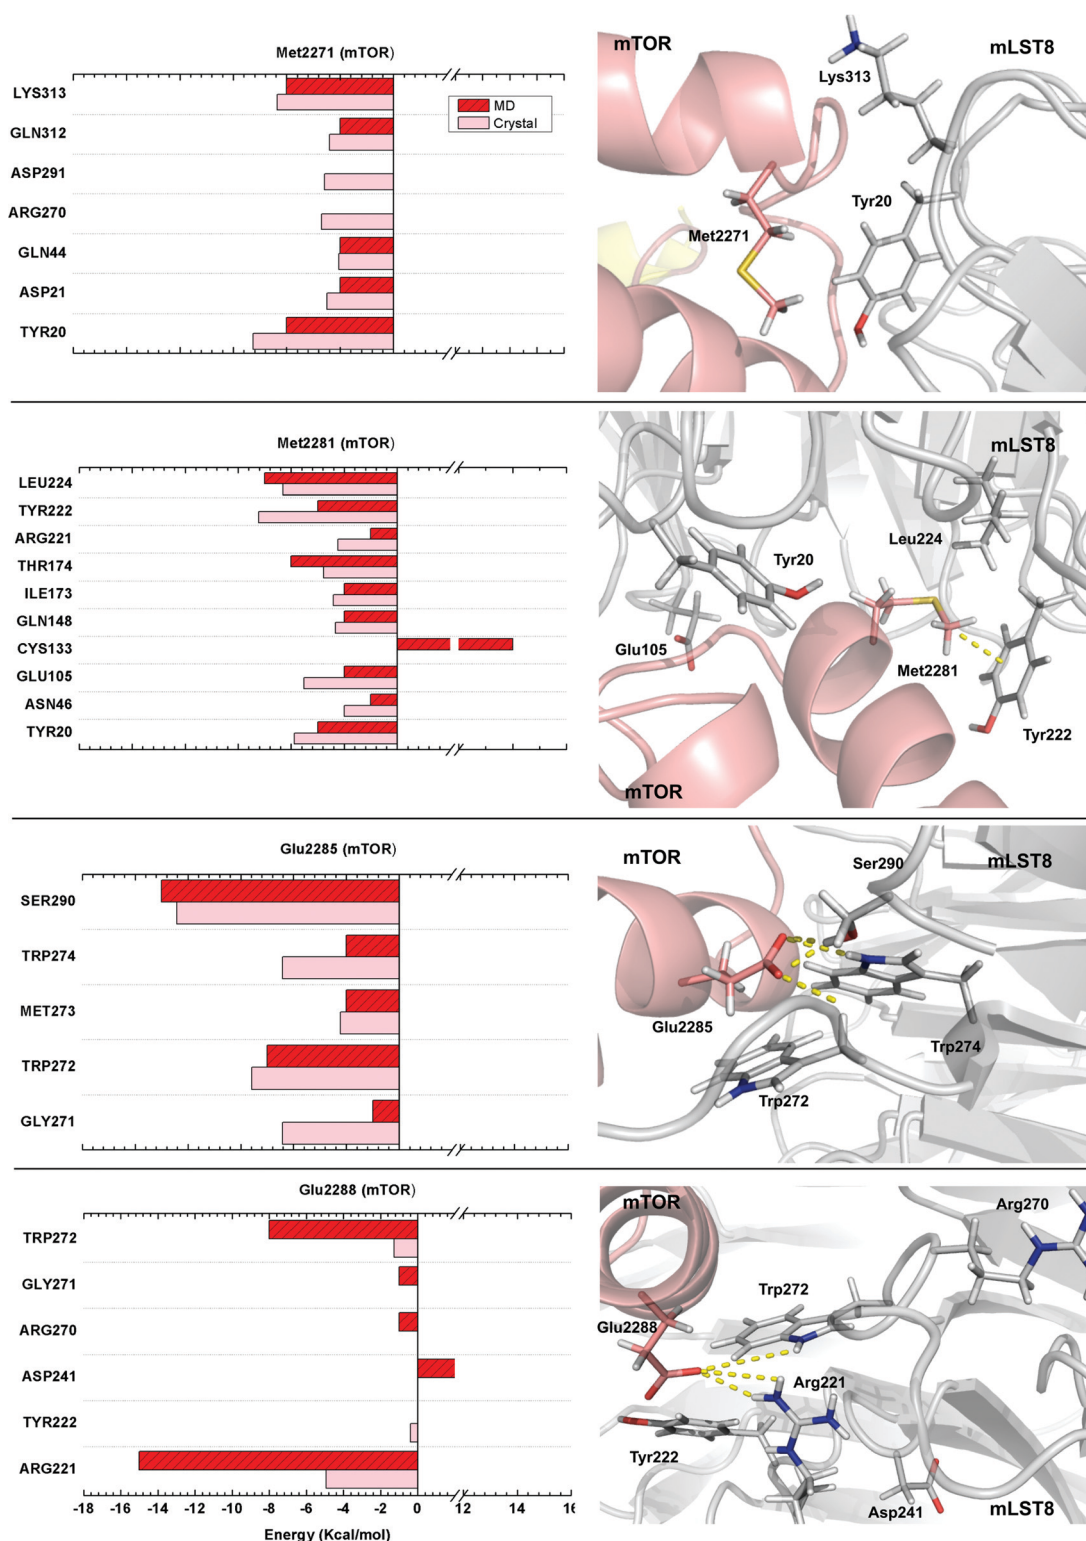 Met2271 (mTOR)
LYS313
GLN312
ASP291
ARG270
GLN44
ASP21
TYR20
MD
Crystal
mTOR
mLST8
Lys313
Tyr20
Met2271
Met2281 (mTOR)
LEU224
TYR222
ARG221
THR174
ILE173
GLN148
CYS133
GLU105
ASN46
TYR20
mLST8
Leu224
Tyr20
Glu105
Met2281
Tyr222
mTOR
Glu2285 (mTOR)
SER290
TRP274
MET273
TRP272
GLY271
mTOR
Ser290
mLST8
Glu2285
Trp274
Trp272
Glu2288 (mTOR)
TRP272
GLY271
ARG270
ASP241
TYR222
ARG221
-18 -16 -14 -12 -10 -8 -6 -4 -2 0 12 14 16
Energy (Kcal/mol)
mTOR
Arg270
Trp272
Glu2288
Arg221
Tyr222
Asp241
mLST8